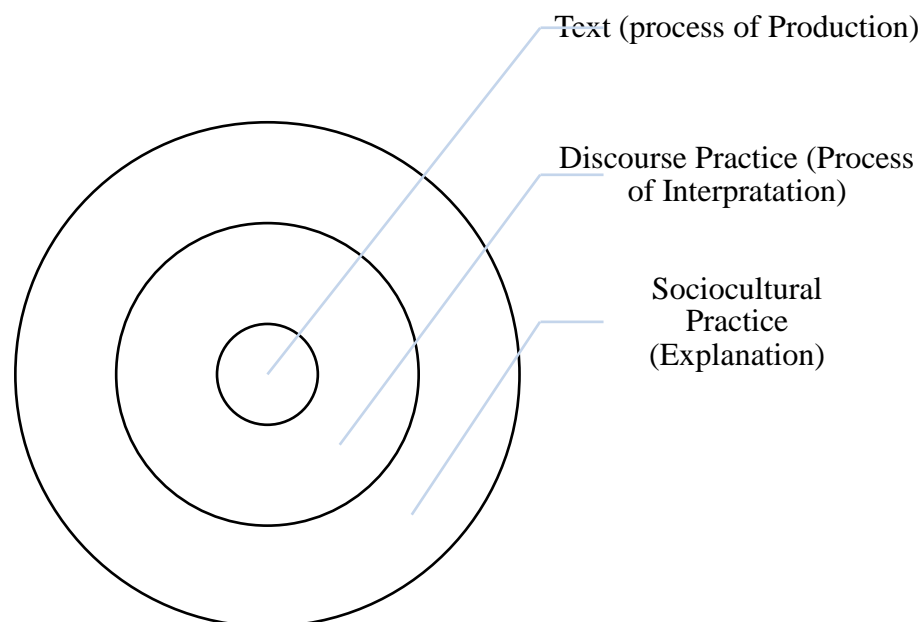 Text (process of Production)
Discourse Practice (Process
of Interpratation)
Sociocultural
Practice
(Explanation)